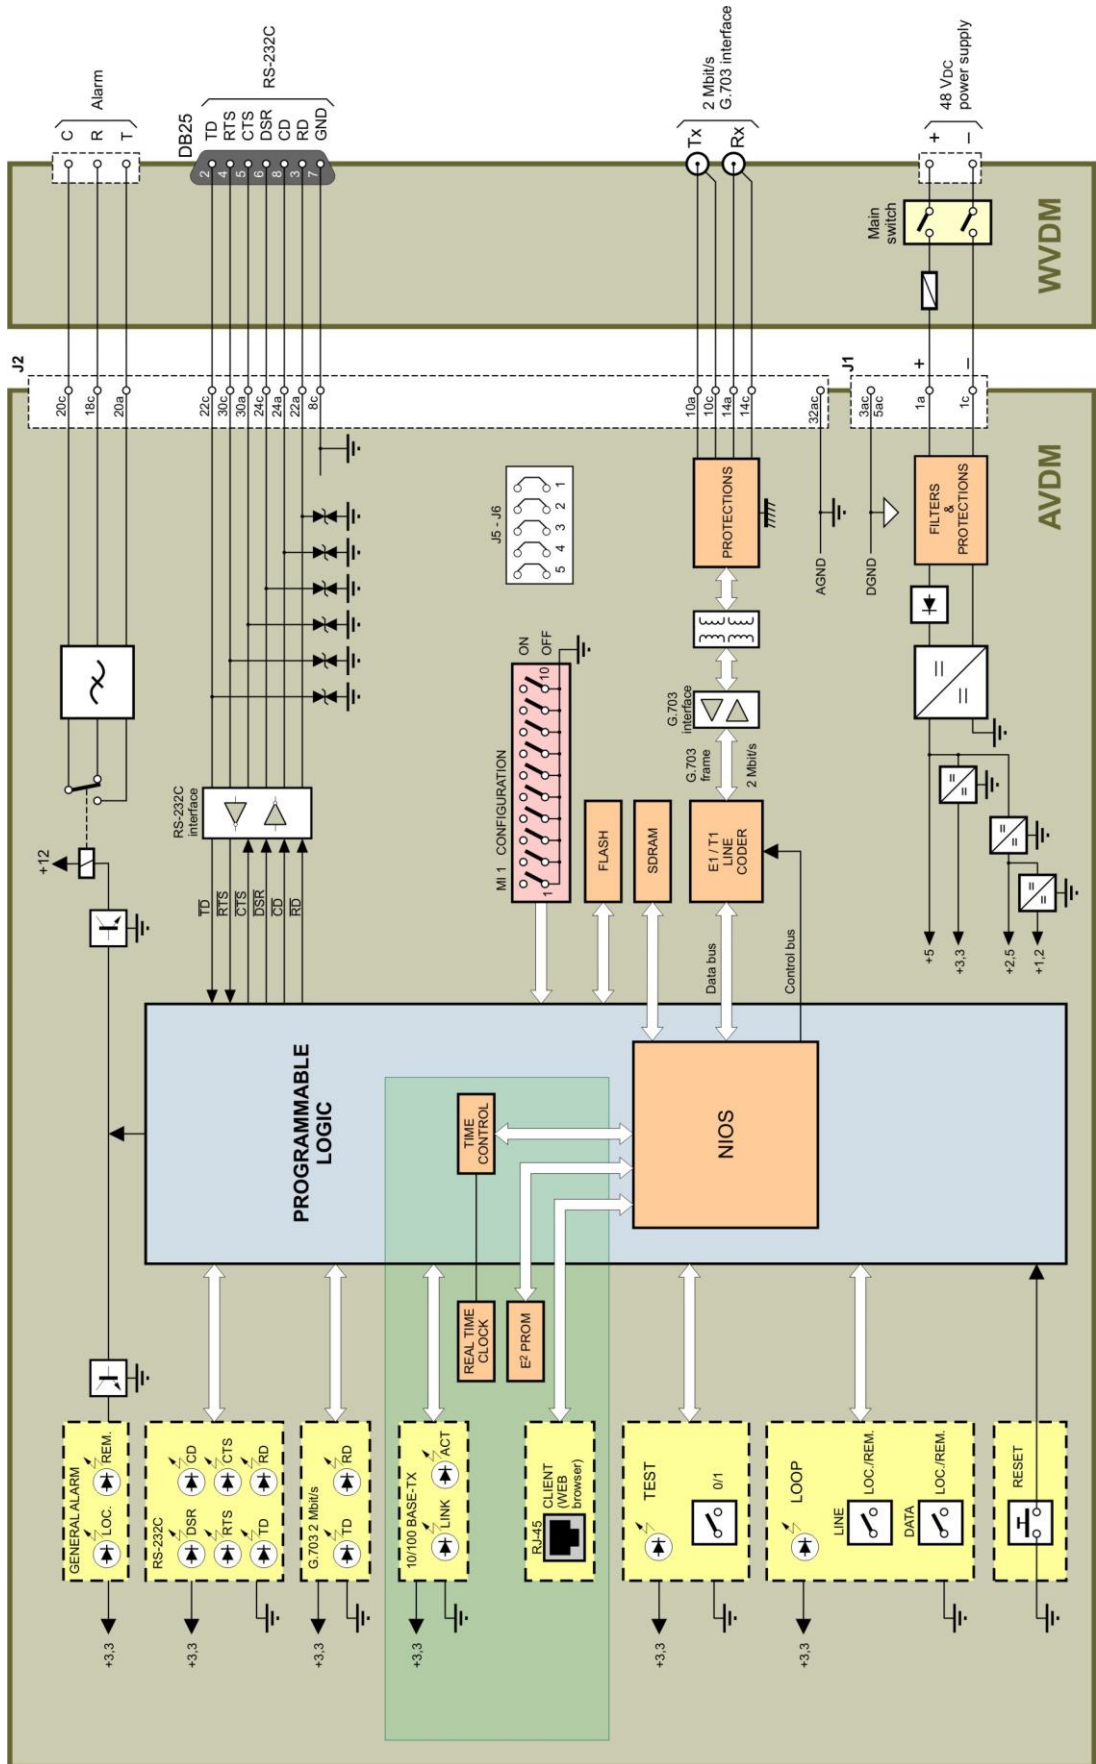 Alarm
C
R
T
RS-232C
DB25
TD
RTS
CTS
DSR
CD
RD
GND
2
4
5
6
8
3
7
2 Mbit/s
G.703 interface
Tx
Rx
48 VDC
power supply
+
−
Main
switch
WVDM
J2
20c
18c
20a
22c
30c
30a
24c
24a
22a
8c
10a
10c
14a
14c
32ac
J1
3ac
5ac
1a
1c
+
−
AVDM
J5 - J6
5 4 3 2 1
PROTECTIONS
AGND
DGND
FILTERS
&
PROTECTIONS
+12
RS-232C
interface
TD
RTS
CTS
DSR
CD
RD
MI 1 CONFIGURATION
ON
OFF
1
10
FLASH
SDRAM
E1 / T1
LINE
CODER
G.703
frame
2 Mbit/s
G.703
interface
Data bus
Control bus
+5
+3,3
+2,5
+1,2
PROGRAMMABLE
LOGIC
TIME
CONTROL
NIOS
REAL TIME
CLOCK
E² PROM
GENERAL ALARM
LOC.
REM.
+3,3
RS-232C
DSR
CD
RTS
CTS
TD
RD
+3,3
G.703 2 Mbit/s
TD
RD
+3,3
10/100 BASE-TX
LINK
ACT
+3,3
RJ-45
CLIENT
(WEB
browser)
TEST
0/1
+3,3
LOOP
LINE
LOC./REM.
DATA
LOC./REM.
+3,3
RESET